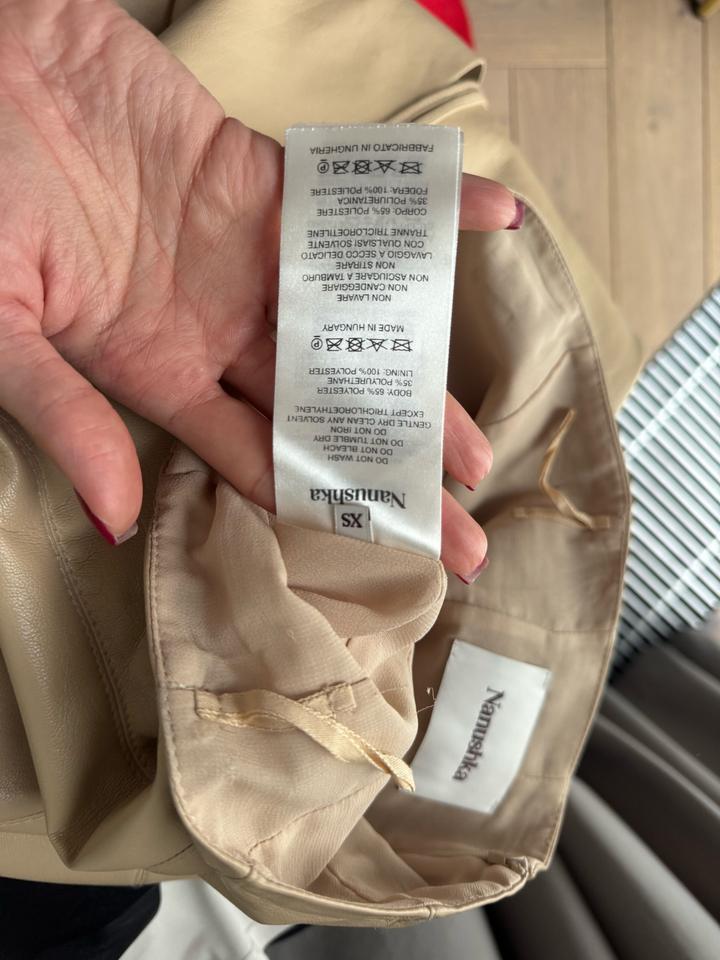 XS
Nanushka
DO NOT WASH
DO NOT BLEACH
DO NOT TUMBLE DRY
DO NOT IRON
GENTLE DRY CLEAN ANY SOLVENT
EXCEPT TRICHLOROETHYLENE
BODY: 65% POLYESTER
35% POLYURETHANE
LINING: 100% POLYESTER
P
MADE IN HUNGARY
NON LAVARE
NON CANDEGGIARE
NON ASCIUGARE A TAMBURO
NON STIRARE
LAVAGGIO A SECCO DELICATO
CON QUALSIASI SOLVENTE
TRANNE TRICLOROETILENE
CORPO: 65% POLIESTERE
35% POLIURETANICA
FODERA: 100% POLIESTERE
P
FABBRICATO IN UNGHERIA
Nanushka